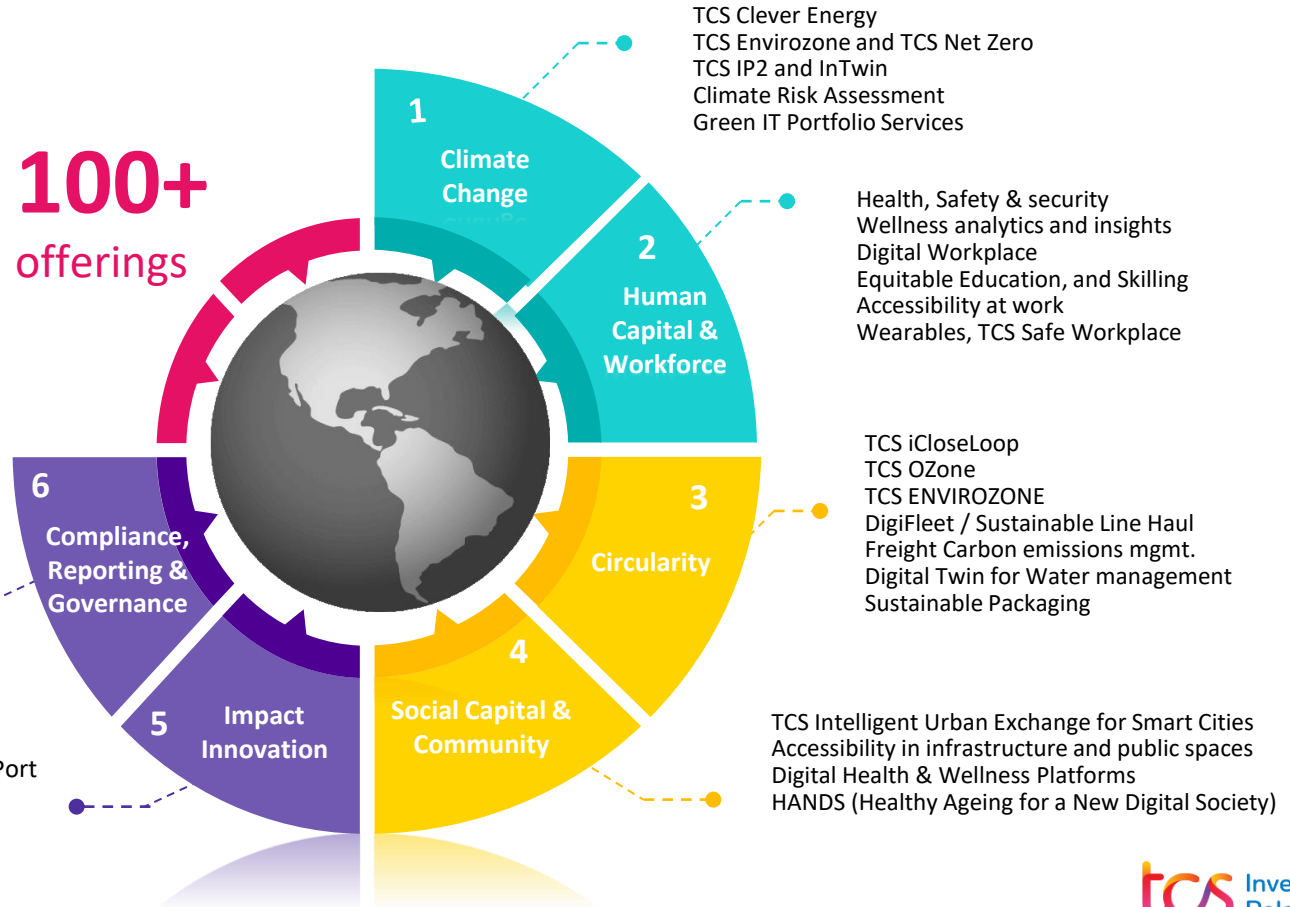 100+
offerings
1
Climate
Change
TCS Clever Energy
TCS Envirozone and TCS Net Zero
TCS IP2 and InTwin
Climate Risk Assessment
Green IT Portfolio Services
2
Human
Capital &
Workforce
Health, Safety & security
Wellness analytics and insights
Digital Workplace
Equitable Education, and Skilling
Accessibility at work
Wearables, TCS Safe Workplace
3
Circularity
TCS iCloseLoop
TCS OZone
TCS ENVIROZONE
DigiFleet / Sustainable Line Haul
Freight Carbon emissions mgmt.
Digital Twin for Water management
Sustainable Packaging
4
Social Capital &
Community
TCS Intelligent Urban Exchange for Smart Cities
Accessibility in infrastructure and public spaces
Digital Health & Wellness Platforms
HANDS (Healthy Ageing for a New Digital Society)
5
Impact
Innovation
Port
6
Compliance,
Reporting &
Governance
tcs